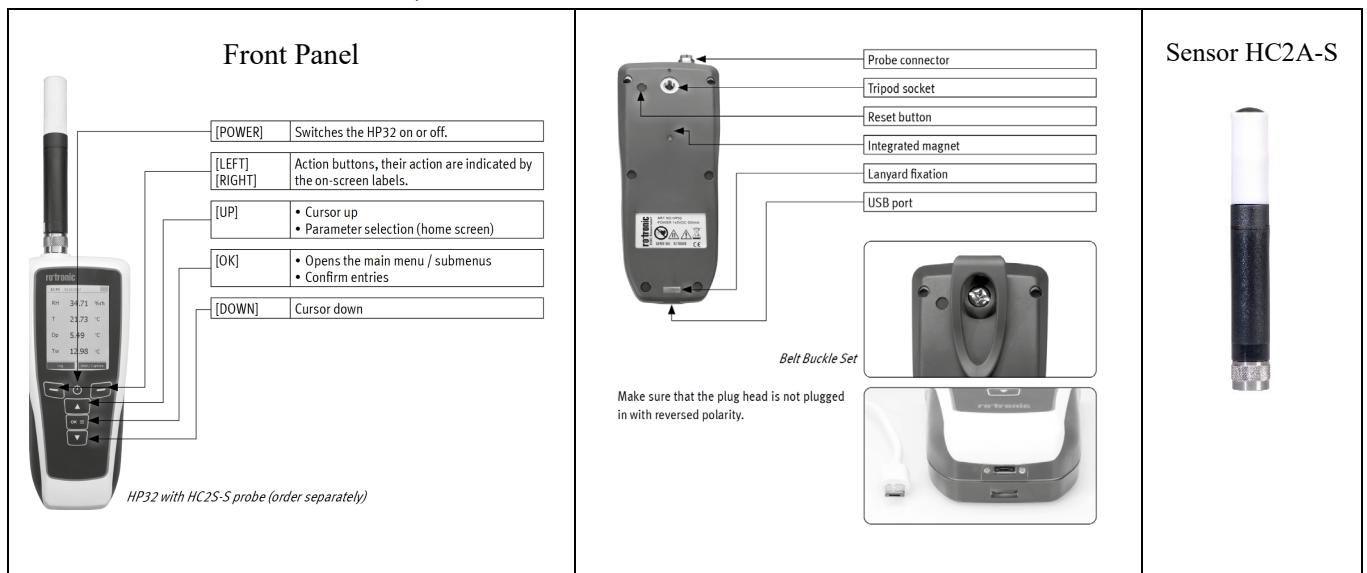 Front Panel
[POWER] Switches the HP32 on or off.
[LEFT] Action buttons, their action are indicated by
[RIGHT] the on-screen labels.
[UP] • Cursor up
• Parameter selection (home screen)
[OK] • Opens the main menu / submenus
• Confirm entries
[DOWN] Cursor down
rotronic
RH 34.71 %rh
T 21.73 °C
Dp 5.49 °C
Tw 12.98 °C
OK
HP32 with HC2S-S probe (order separately)
Probe connector
Tripod socket
Reset button
Integrated magnet
Lanyard fixation
USB port
rotronic
Belt Buckle Set
Make sure that the plug head is not plugged
in with reversed polarity.
rotronic
Sensor HC2A-S